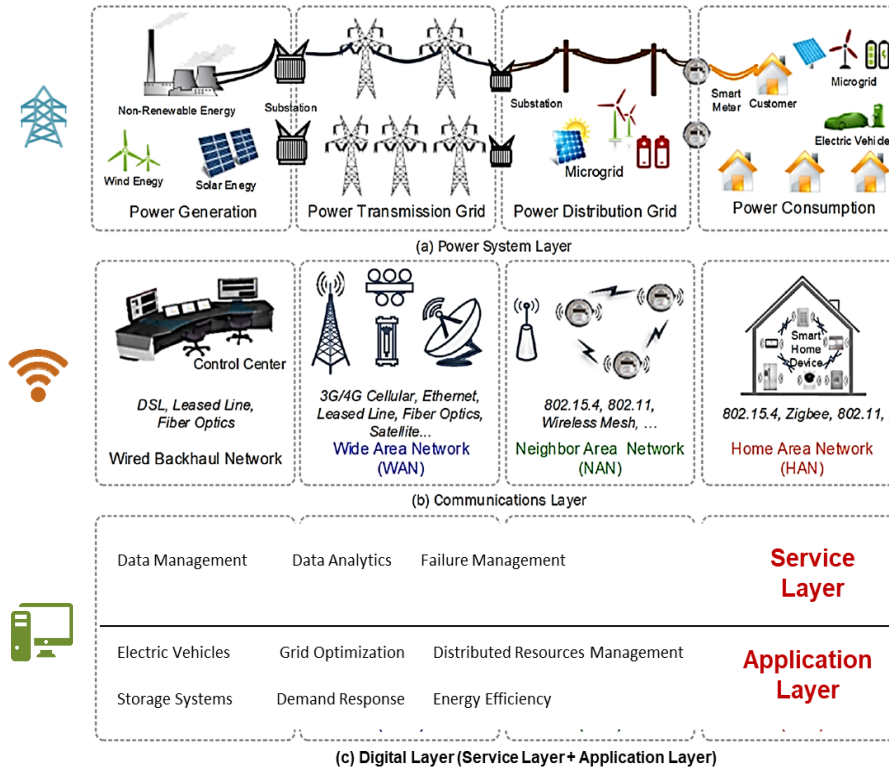 Non-Renewable Energy
Substation
Wind Enegy
Solar Enegy
Power Generation
Power Transmission Grid
Substation
Microgrid
Power Distribution Grid
Smart
Meter
Customer
Microgrid
Electric Vehicle
Power Consumption
(a) Power System Layer
Control Center
DSL, Leased Line,
Fiber Optics
Wired Backhaul Network
3G/4G Cellular, Ethernet,
Leased Line, Fiber Optics,
Satellite...
Wide Area Network
(WAN)
802.15.4, 802.11,
Wireless Mesh, ...
Neighbor Area Network
(NAN)
Smart
Home
Device
802.15.4, Zigbee, 802.11,
Home Area Network
(HAN)
(b) Communications Layer
Data Management
Data Analytics
Failure Management
Service
Layer
Electric Vehicles
Grid Optimization
Distributed Resources Management
Storage Systems
Demand Response
Energy Efficiency
Application
Layer
(c) Digital Layer (Service Layer + Application Layer)